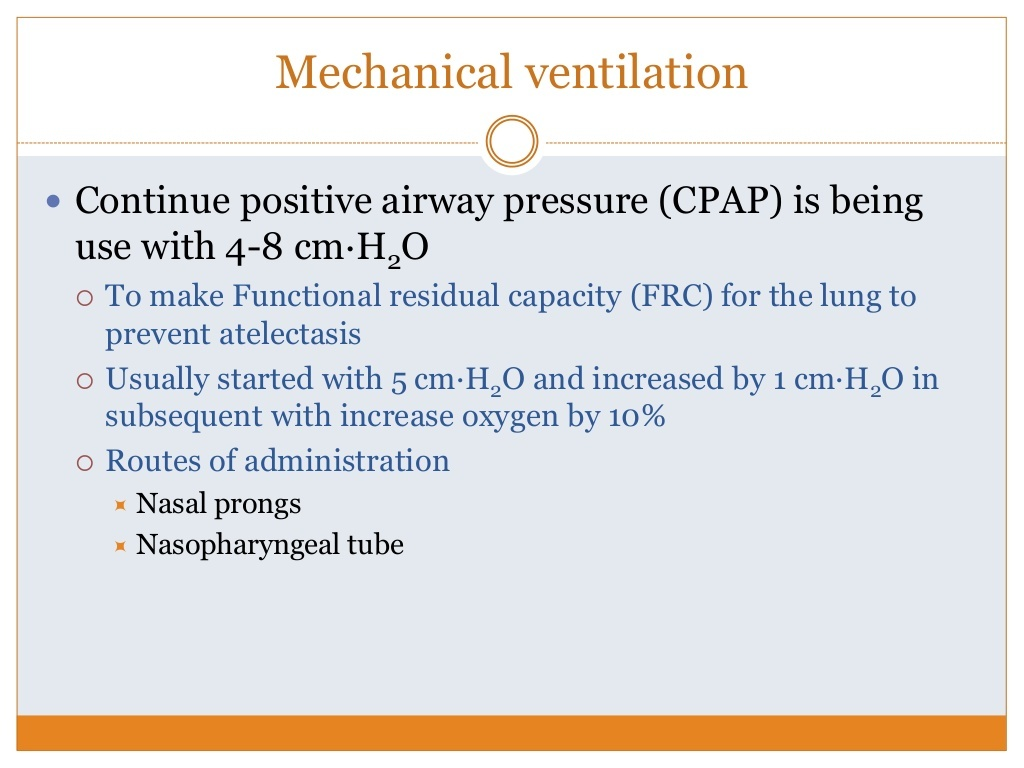 Mechanical ventilation
Continue positive airway pressure (CPAP) is being
use with 4-8 cm·H₂O
To make Functional residual capacity (FRC) for the lung to
prevent atelectasis
Usually started with 5 cm·H₂O and increased by 1 cm·H₂O in
subsequent with increase oxygen by 10%
Routes of administration
Nasal prongs
Nasopharyngeal tube